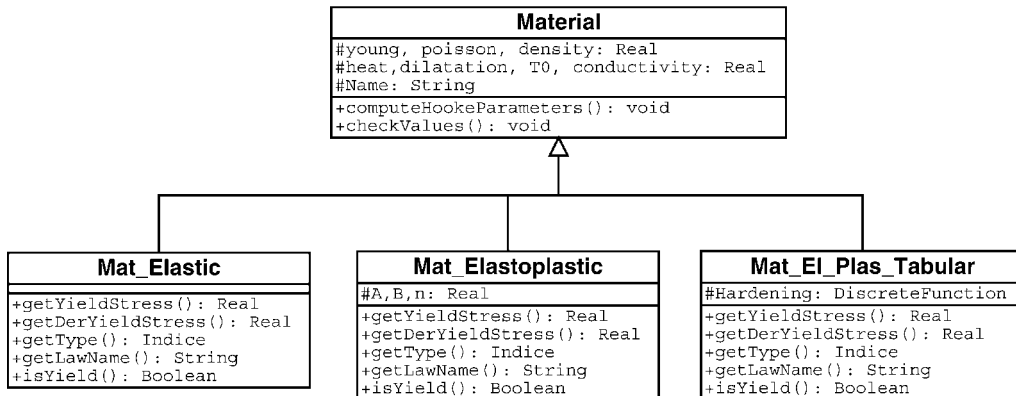 Material
#young, poisson, density: Real
#heat,dilatation, T0, conductivity: Real
#Name: String
+computeHookeParameters(): void
+checkValues(): void
Mat_Elastic
+getYieldStress(): Real
+getDerYieldStress(): Real
+getType(): Indice
+getLawName(): String
+isYield(): Boolean
Mat_Elastoplastic
#A,B,n: Real
+getYieldStress(): Real
+getDerYieldStress(): Real
+getType(): Indice
+getLawName(): String
+isYield(): Boolean
Mat_El_Plas_Tabular
#Hardening: DiscreteFunction
+getYieldStress(): Real
+getDerYieldStress(): Real
+getType(): Indice
+getLawName(): String
+isYield(): Boolean